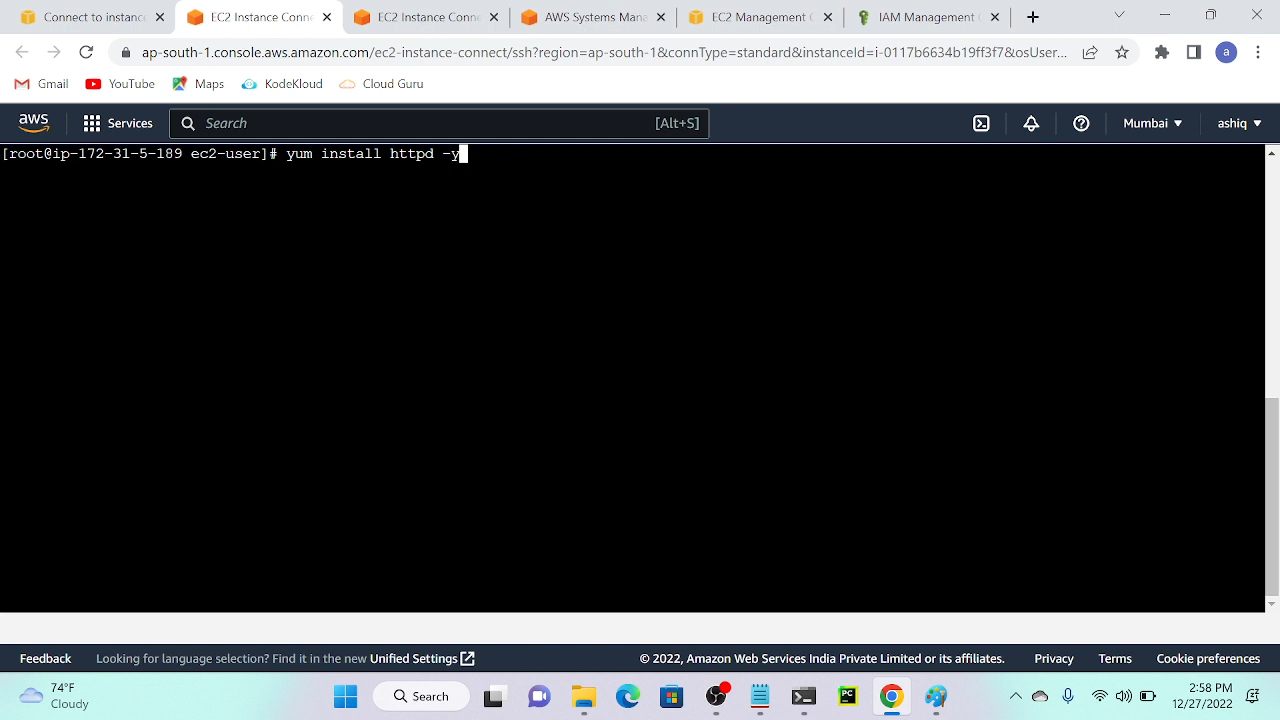 Connect to instanc
EC2 Instance Conne
EC2 Instance Conne
AWS Systems Mana
EC2 Management C
IAM Management C
ap-south-1.console.aws.amazon.com/ec2-instance-connect/ssh?region=ap-south-1&connType=standard&instanceId=i-0117b6634b19ff3f7&osUser...
a
Gmail
YouTube
Maps
KodeKloud
Cloud Guru
aws
Services
Search
[Alt+S]
Mumbai
ashiq
[root@ip-172-31-5-189 ec2-user]# yum install httpd -y
Feedback
Looking for language selection? Find it in the new Unified Settings
© 2022, Amazon Web Services India Private Limited or its affiliates.
Privacy
Terms
Cookie preferences
74°F
Cloudy
Search
PC
2:58 PM
12/27/2022